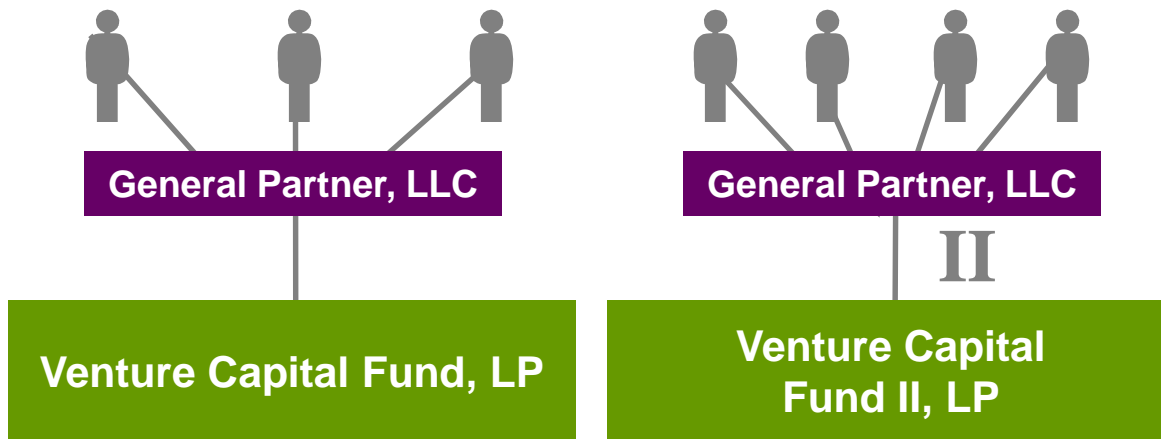 General Partner, LLC
General Partner, LLC
II
Venture Capital Fund, LP
Venture Capital
Fund II, LP